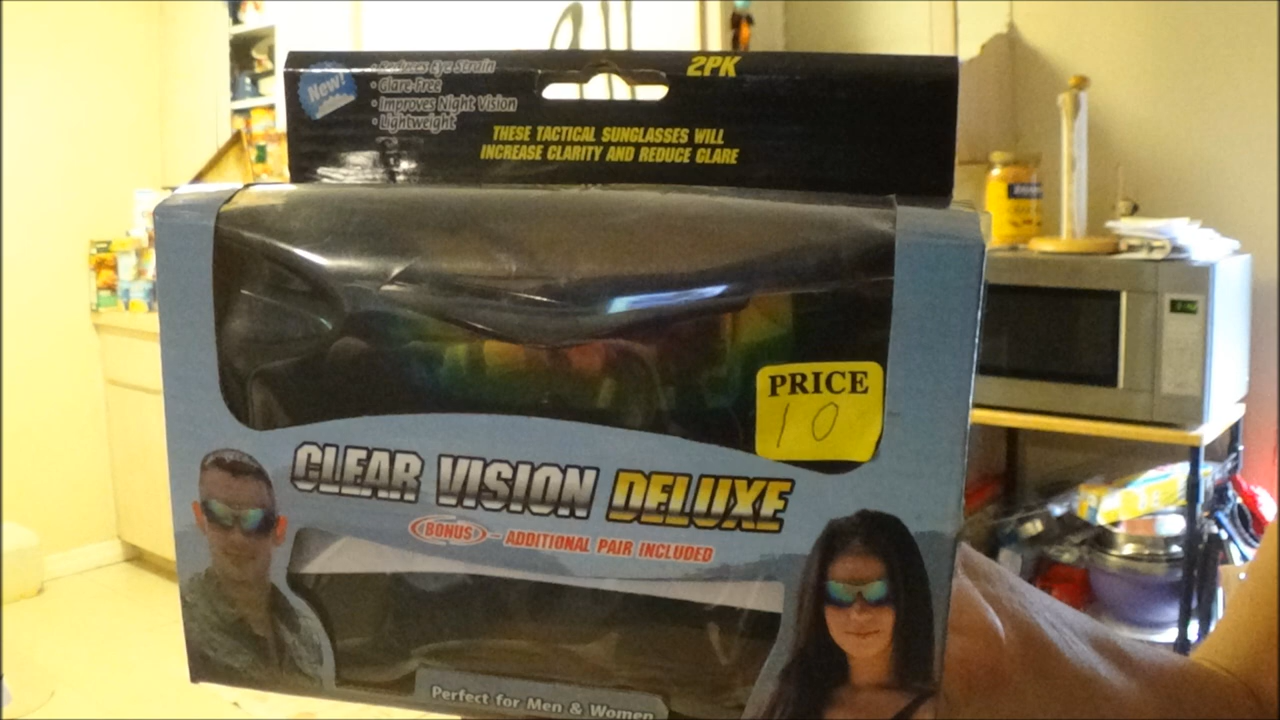 New!
• Reduces Eye Strain
• Glare-Free
• Improves Night Vision
• Lightweight
2PK
THESE TACTICAL SUNGLASSES WILL
INCREASE CLARITY AND REDUCE GLARE
PRICE
10
CLEAR VISION DELUXE
BONUS – ADDITIONAL PAIR INCLUDED
Perfect for Men & Women